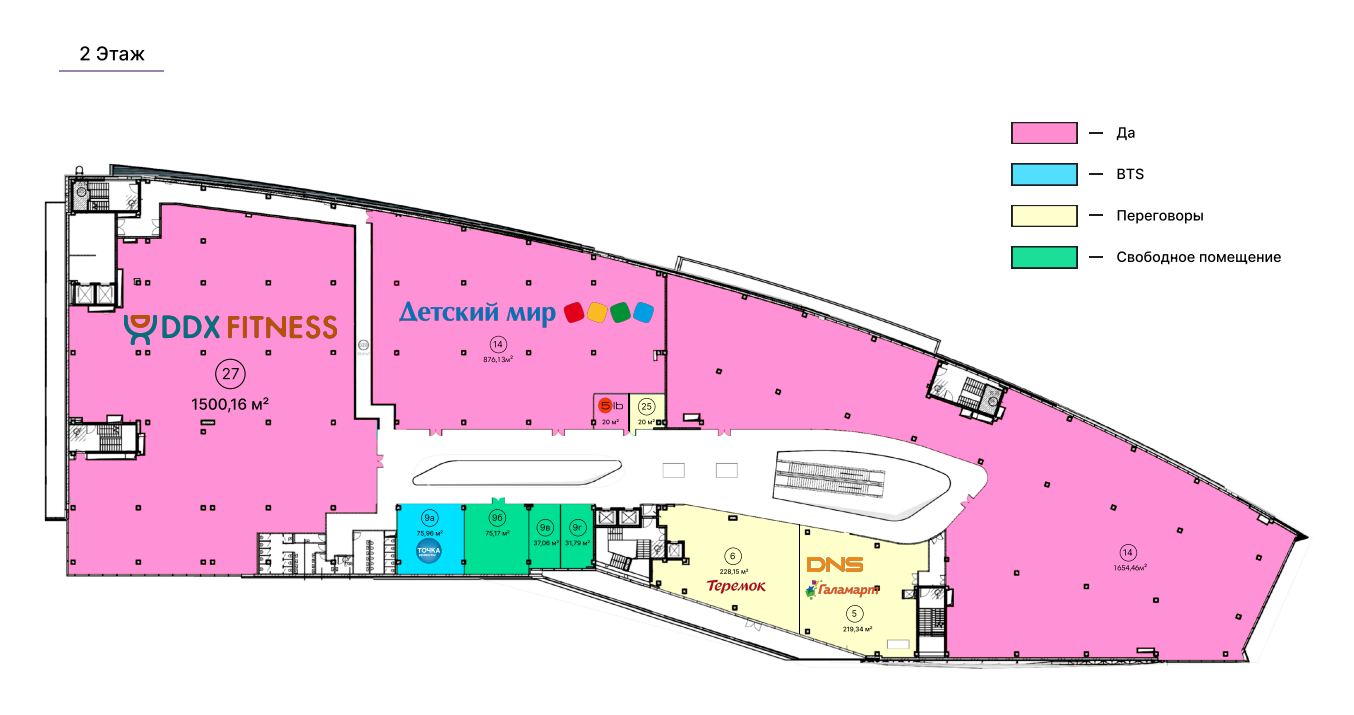 2 Этаж
Да
BTS
Переговоры
Свободное помещение
DDX FITNESS
27
1500,16 м²
Детский мир
14
876,13м²
51b
20 м²
25
20 м²
9а
75,96 м²
ТОЧКА
9б
75,17 м²
9в
37,06 м²
9г
31,79 м²
6
228,15 м²
Теремок
DNS
Галамарт
5
219,34 м²
14
1654,46м²